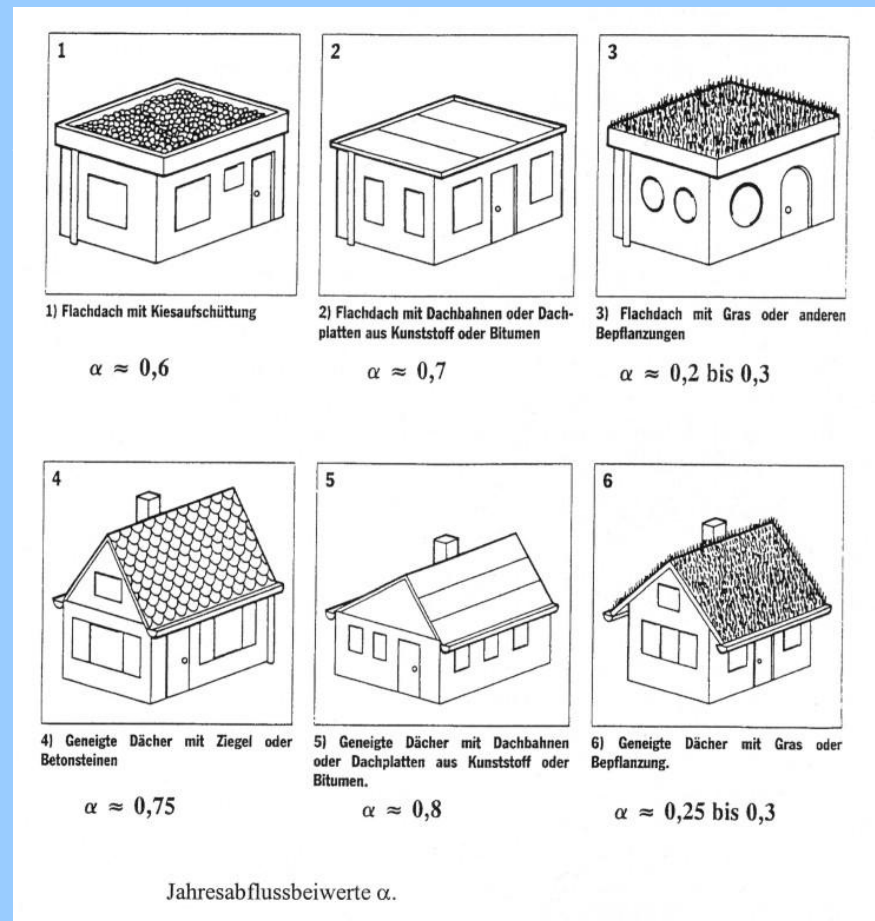 1
2
3
1) Flachdach mit Kiesaufschüttung
2) Flachdach mit Dachbahnen oder Dach-
platten aus Kunststoff oder Bitumen
3) Flachdach mit Gras oder anderen
Bepflanzungen
α ≈ 0,6
α ≈ 0,7
α ≈ 0,2 bis 0,3
4
5
6
4) Geneigte Dächer mit Ziegel oder
Betonsteinen
5) Geneigte Dächer mit Dachbahnen
oder Dachplatten aus Kunststoff oder
Bitumen.
6) Geneigte Dächer mit Gras oder
Bepflanzung.
α ≈ 0,75
α ≈ 0,8
α ≈ 0,25 bis 0,3
Jahresabflussbeiwerte α.